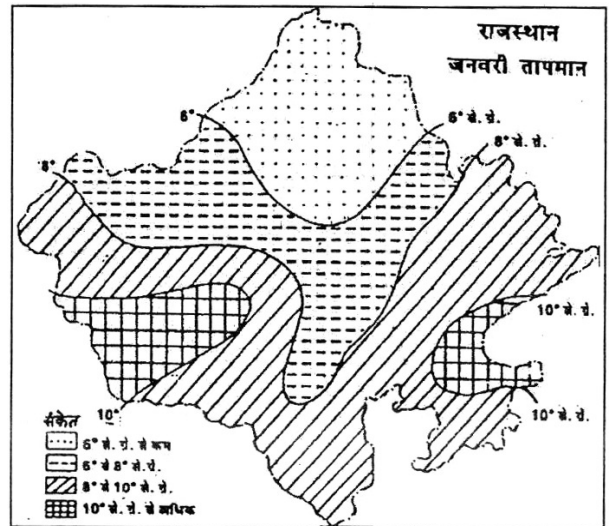 राजस्थान
जनवरी तापमान
6°
6° से. ग्रे.
8° से. ग्रे.
8°
10° से. ग्रे.
10°
10° से. ग्रे.
संकेत
6° से. ग्रे. से कम
6° से 8° से. ग्रे.
8° से 10° से. ग्रे.
10° से. ग्रे. से अधिक